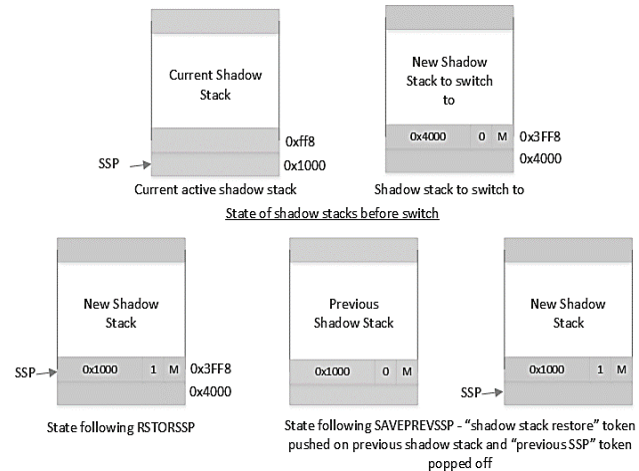 Current Shadow
Stack
0xff8
SSP
0x1000
Current active shadow stack
New Shadow
Stack to switch
to
0x4000 0 M 0x3FF8
0x4000
Shadow stack to switch to
State of shadow stacks before switch
New Shadow
Stack
SSP 0x1000 1 M 0x3FF8
0x4000
State following RSTORSSP
Previous
Shadow Stack
0x1000 0 M
New Shadow
Stack
0x1000 1 M
SSP
State following SAVEPREVSSP - “shadow stack restore” token
pushed on previous shadow stack and “previous SSP” token
popped off